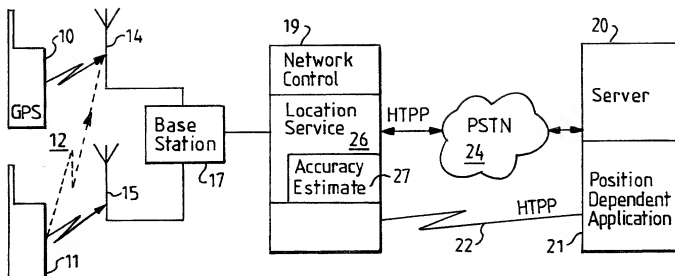 10
14
19
20
Network
Control
Server
GPS
12
Base
Station
17
Location
Service
26
HTPP
PSTN
24
Accuracy
Estimate
27
15
11
HTPP
22
Position
Dependent
Application
21